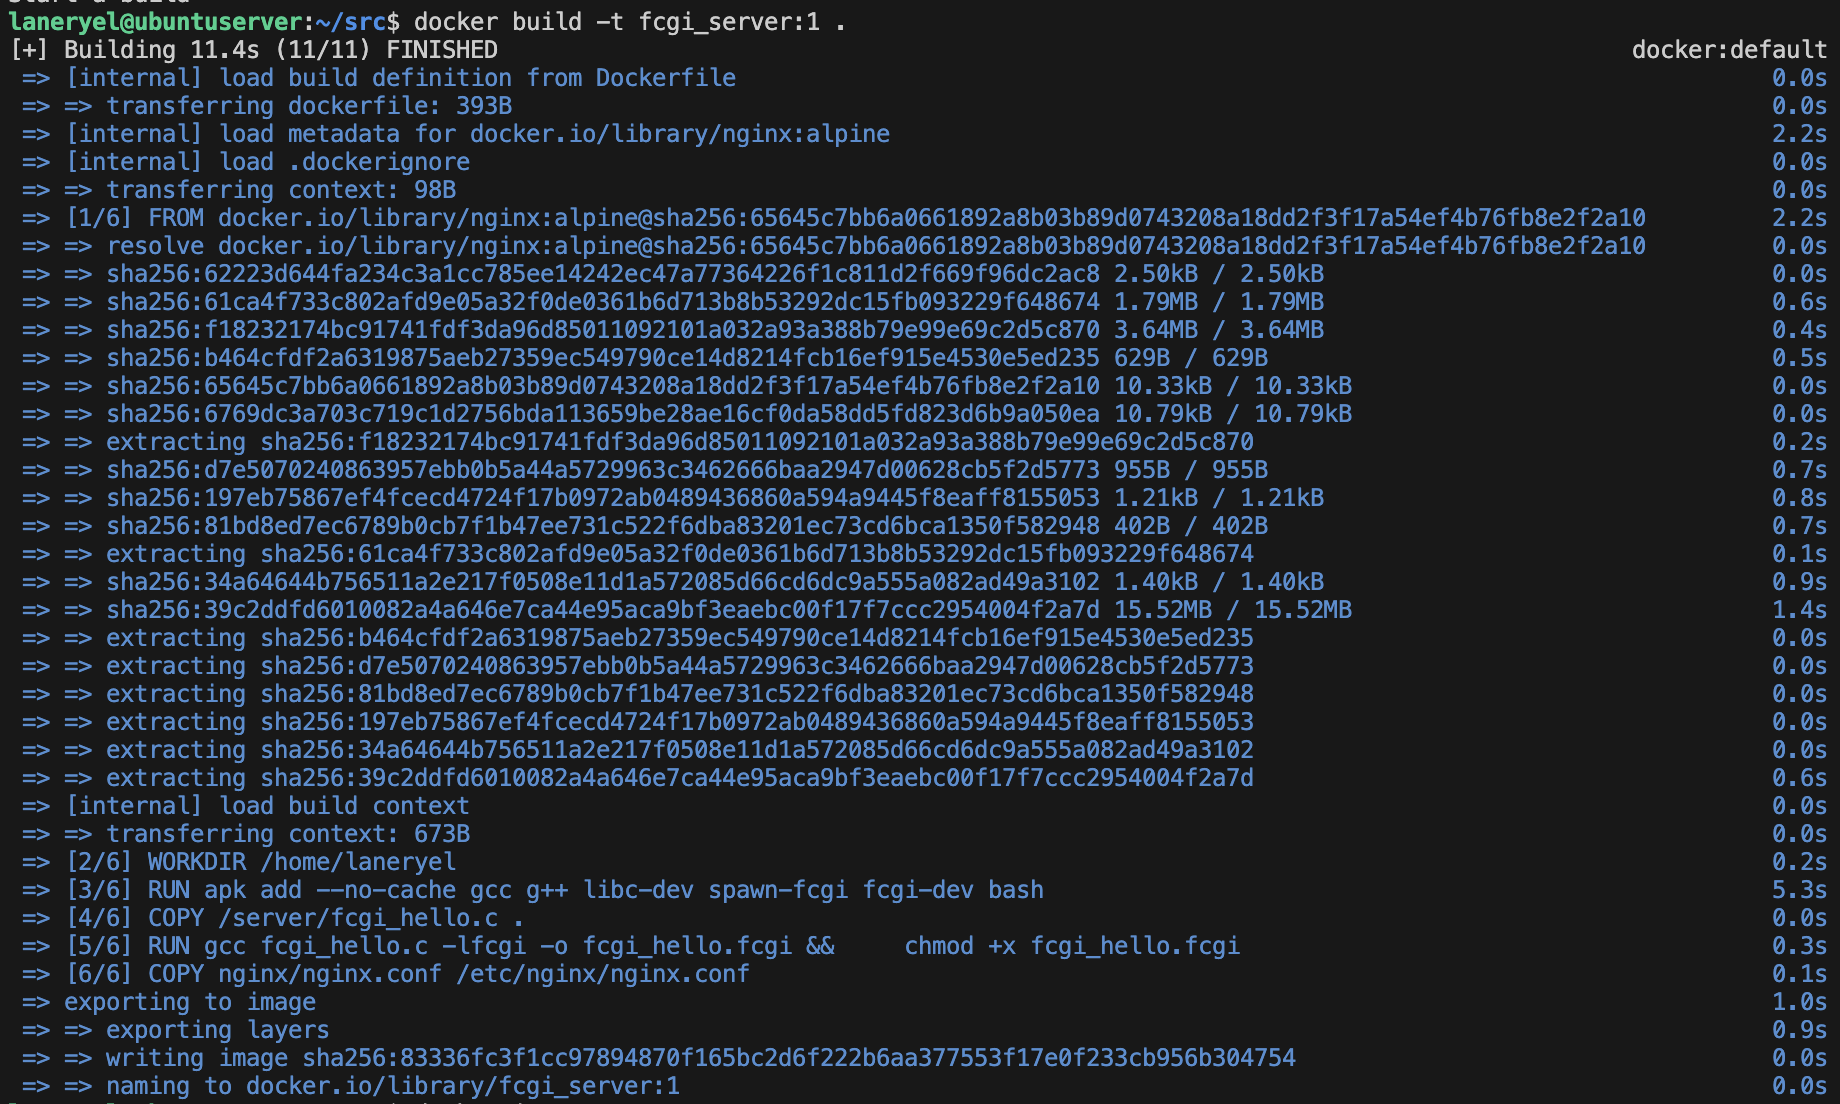 laneryel@ubuntuserver:~/src$ docker build -t fcgi_server:1 .
[+] Building 11.4s (11/11) FINISHED docker:default
=> [internal] load build definition from Dockerfile 0.0s
=> => transferring dockerfile: 393B 0.0s
=> [internal] load metadata for docker.io/library/nginx:alpine 2.2s
=> [internal] load .dockerignore 0.0s
=> => transferring context: 98B 0.0s
=> [1/6] FROM docker.io/library/nginx:alpine@sha256:65645c7bb6a0661892a8b03b89d0743208a18dd2f3f17a54ef4b76fb8e2f2a10 2.2s
=> => resolve docker.io/library/nginx:alpine@sha256:65645c7bb6a0661892a8b03b89d0743208a18dd2f3f17a54ef4b76fb8e2f2a10 0.0s
=> => sha256:62223d644fa234c3a1cc785ee14242ec47a77364226f1c811d2f669f96dc2ac8 2.50kB / 2.50kB 0.0s
=> => sha256:61ca4f733c802afd9e05a32f0de0361b6d713b8b53292dc15fb093229f648674 1.79MB / 1.79MB 0.6s
=> => sha256:f18232174bc91741fdf3da96d85011092101a032a93a388b79e99e69c2d5c870 3.64MB / 3.64MB 0.4s
=> => sha256:b464cfdf2a6319875aeb27359ec549790ce14d8214fcb16ef915e4530e5ed235 629B / 629B 0.5s
=> => sha256:65645c7bb6a0661892a8b03b89d0743208a18dd2f3f17a54ef4b76fb8e2f2a10 10.33kB / 10.33kB 0.0s
=> => sha256:6769dc3a703c719c1d2756bda113659be28ae16cf0da58dd5fd823d6b9a050ea 10.79kB / 10.79kB 0.0s
=> => extracting sha256:f18232174bc91741fdf3da96d85011092101a032a93a388b79e99e69c2d5c870 0.2s
=> => sha256:d7e5070240863957ebb0b5a44a5729963c3462666baa2947d00628cb5f2d5773 955B / 955B 0.7s
=> => sha256:197eb75867ef4fcecd4724f17b0972ab0489436860a594a9445f8eaff8155053 1.21kB / 1.21kB 0.8s
=> => sha256:81bd8ed7ec6789b0cb7f1b47ee731c522f6dba83201ec73cd6bca1350f582948 402B / 402B 0.7s
=> => extracting sha256:61ca4f733c802afd9e05a32f0de0361b6d713b8b53292dc15fb093229f648674 0.1s
=> => sha256:34a64644b756511a2e217f0508e11d1a572085d66cd6dc9a555a082ad49a3102 1.40kB / 1.40kB 0.9s
=> => sha256:39c2ddfd6010082a4a646e7ca44e95aca9bf3eaebc00f17f7ccc2954004f2a7d 15.52MB / 15.52MB 1.4s
=> => extracting sha256:b464cfdf2a6319875aeb27359ec549790ce14d8214fcb16ef915e4530e5ed235 0.0s
=> => extracting sha256:d7e5070240863957ebb0b5a44a5729963c3462666baa2947d00628cb5f2d5773 0.0s
=> => extracting sha256:81bd8ed7ec6789b0cb7f1b47ee731c522f6dba83201ec73cd6bca1350f582948 0.0s
=> => extracting sha256:197eb75867ef4fcecd4724f17b0972ab0489436860a594a9445f8eaff8155053 0.0s
=> => extracting sha256:34a64644b756511a2e217f0508e11d1a572085d66cd6dc9a555a082ad49a3102 0.0s
=> => extracting sha256:39c2ddfd6010082a4a646e7ca44e95aca9bf3eaebc00f17f7ccc2954004f2a7d 0.6s
=> [internal] load build context 0.0s
=> => transferring context: 673B 0.0s
=> [2/6] WORKDIR /home/laneryel 0.2s
=> [3/6] RUN apk add --no-cache gcc g++ libc-dev spawn-fcgi fcgi-dev bash 5.3s
=> [4/6] COPY /server/fcgi_hello.c . 0.0s
=> [5/6] RUN gcc fcgi_hello.c -lfcgi -o fcgi_hello.fcgi &&     chmod +x fcgi_hello.fcgi 0.3s
=> [6/6] COPY nginx/nginx.conf /etc/nginx/nginx.conf 0.1s
=> exporting to image 1.0s
=> => exporting layers 0.9s
=> => writing image sha256:83336fc3f1cc97894870f165bc2d6f222b6aa377553f17e0f233cb956b304754 0.0s
=> => naming to docker.io/library/fcgi_server:1 0.0s